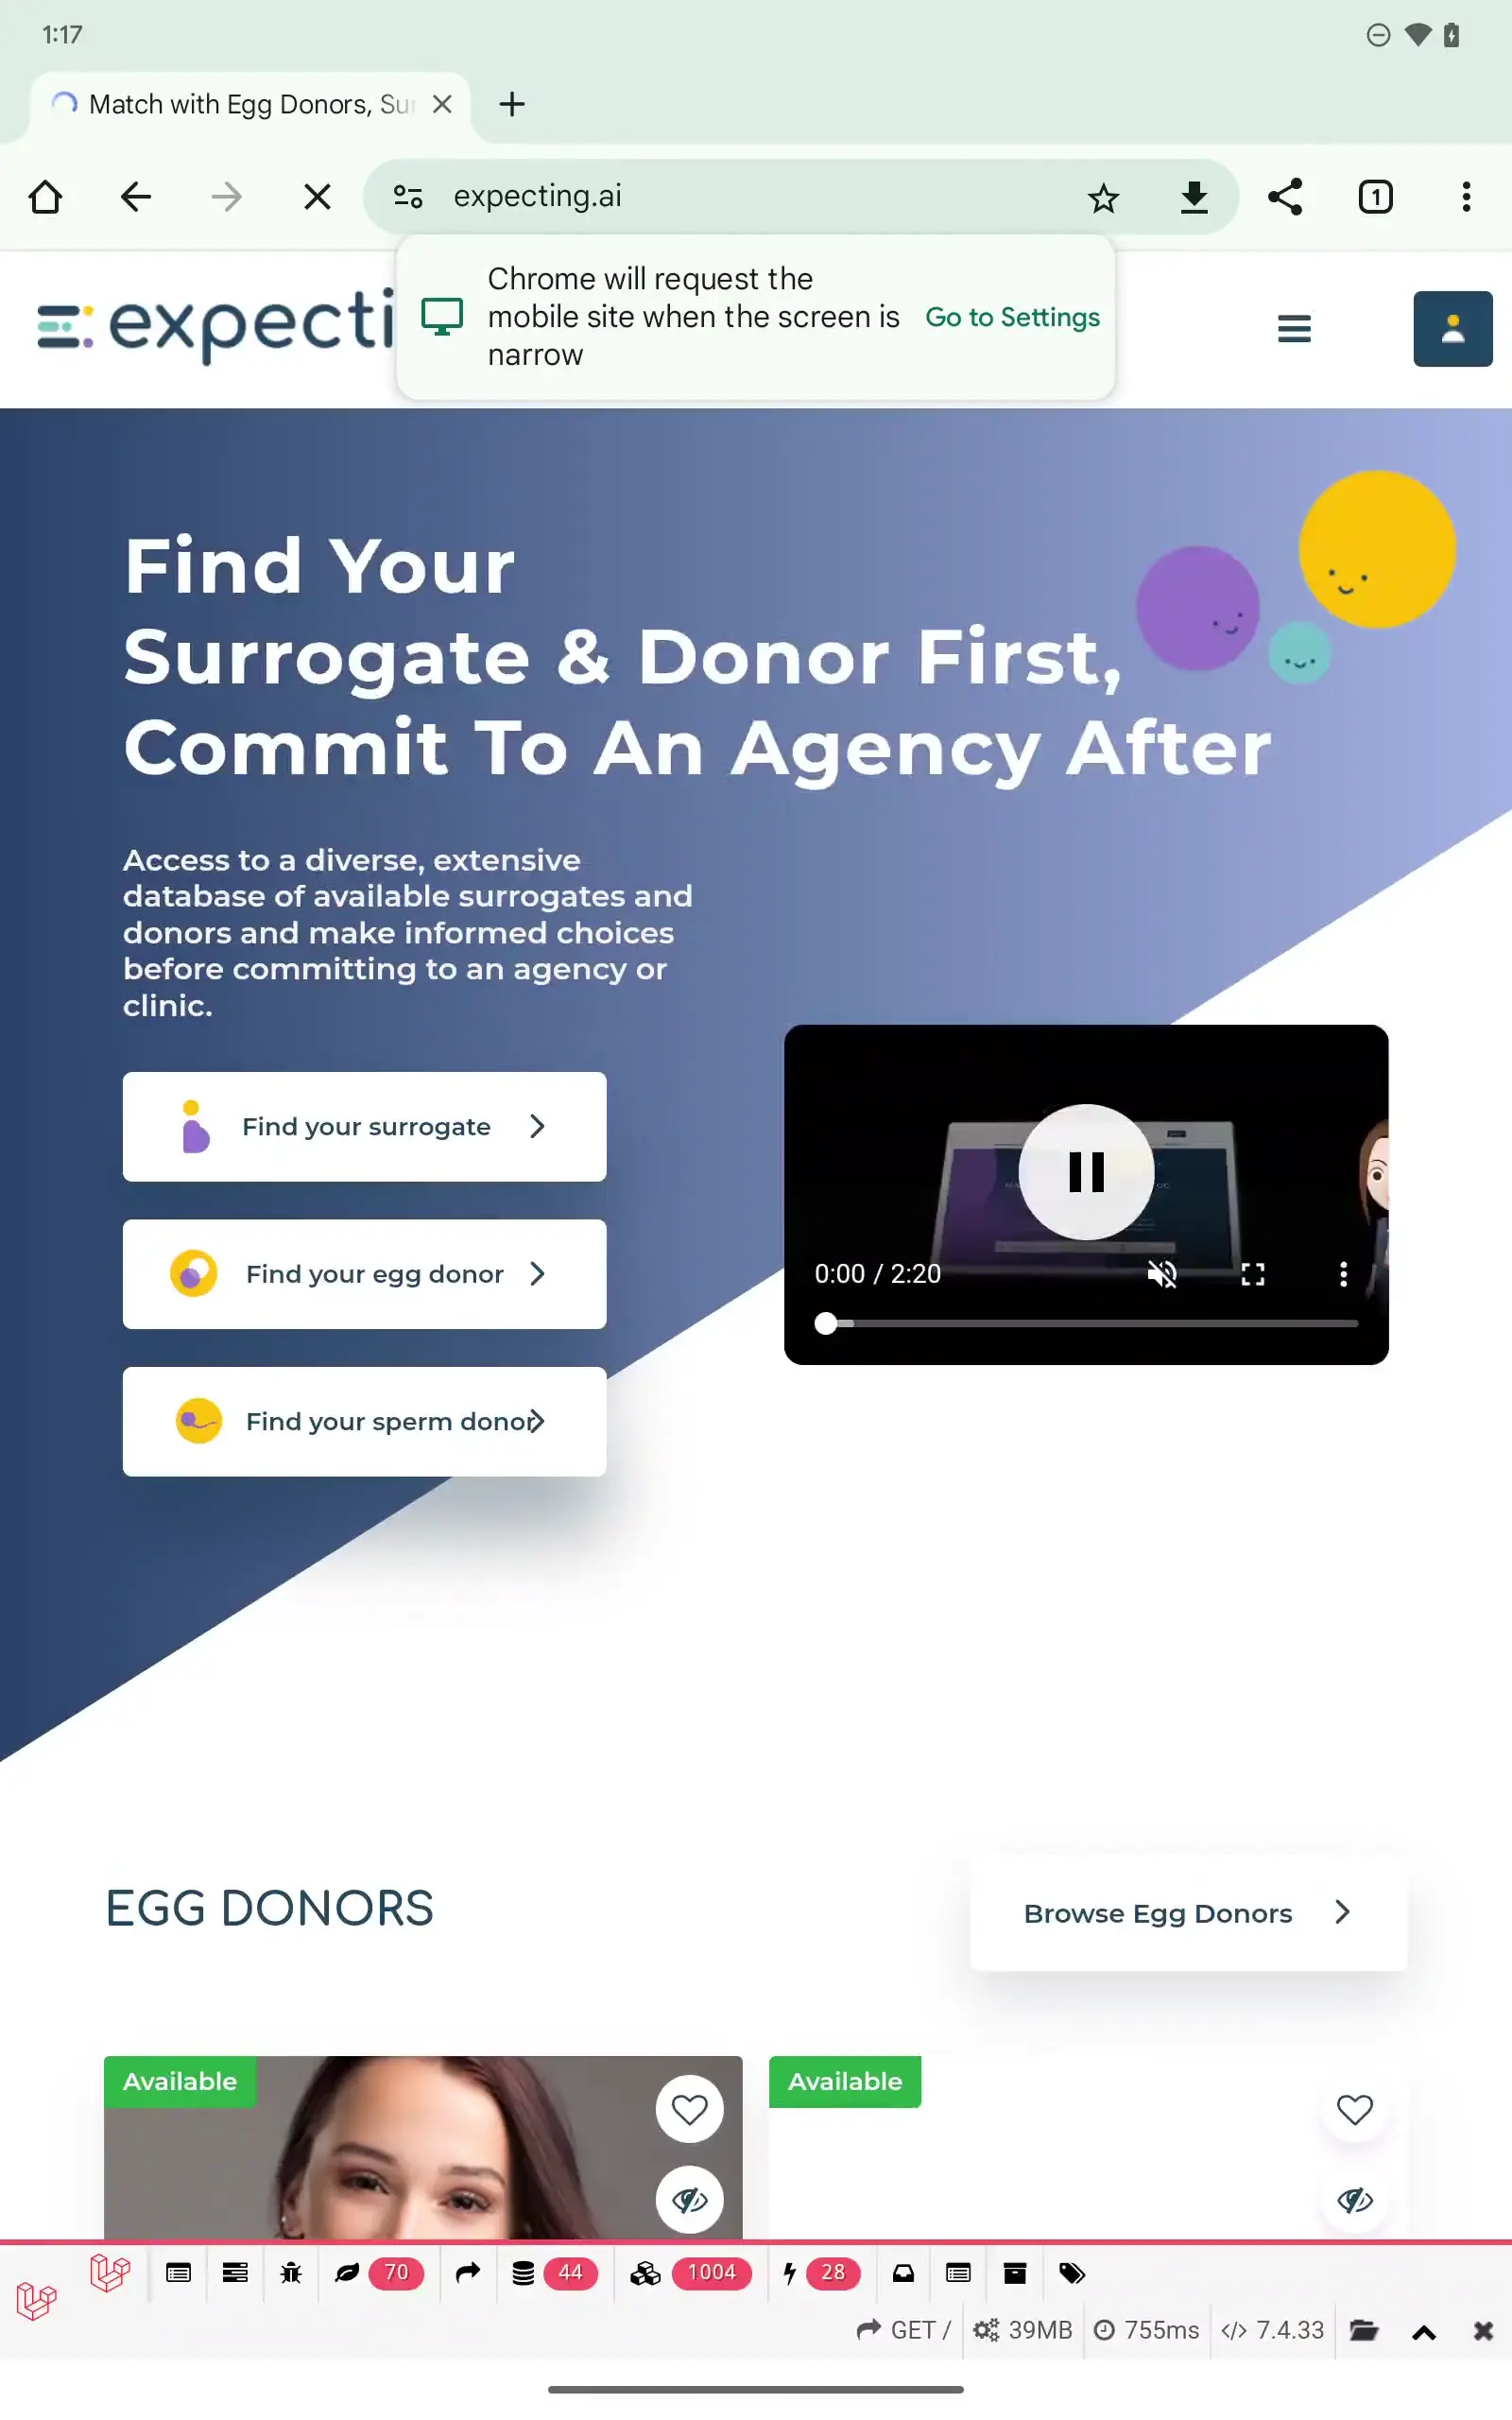 1:17
Match with Egg Donors, Su
expecting.ai
1
Chrome will request the
mobile site when the screen is
narrow
Go to Settings
expecti
Find Your
Surrogate & Donor First,
Commit To An Agency After
Access to a diverse, extensive
database of available surrogates and
donors and make informed choices
before committing to an agency or
clinic.
Find your surrogate
Find your egg donor
Find your sperm donor
0:00 / 2:20
EGG DONORS
Browse Egg Donors
Available
Available
70
44
1004
28
GET /
39MB
755ms
7.4.33